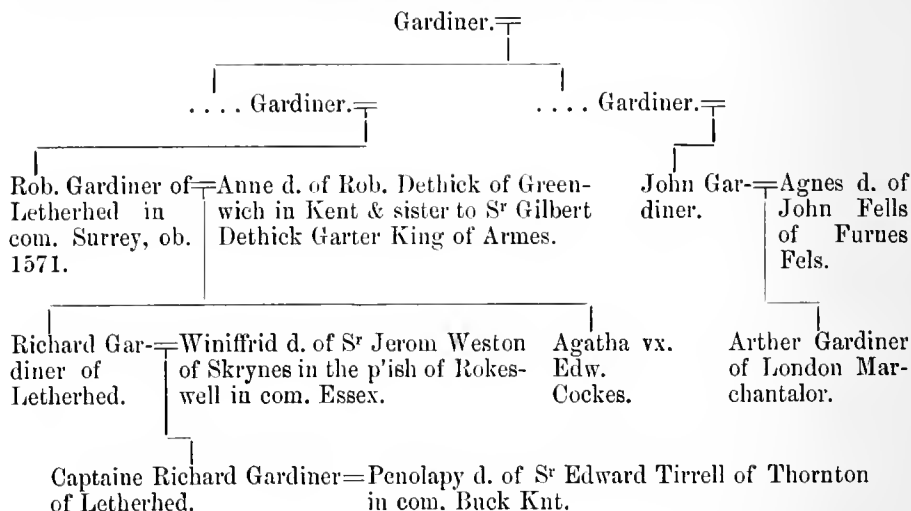 Gardiner.
. . . . Gardiner.
. . . . Gardiner.
Rob. Gardiner of
Letherhed in
com. Surrey, ob.
1571.
Anne d. of Rob. Dethick of Green-
wich in Kent & sister to Sʳ Gilbert
Dethick Garter King of Armes.
John Gar-
diner.
Agnes d. of
John Fells
of Furnes
Fels.
Richard Gar-
diner of
Letherhed.
Winiffrid d. of Sʳ Jerom Weston
of Skrynes in the p'ish of Rokes-
well in com. Essex.
Agatha vx.
Edw.
Cockes.
Arther Gardiner
of London Mar-
chantalor.
Captaine Richard Gardiner
of Letherhed.
Penolapy d. of Sʳ Edward Tirrell of Thornton
in com. Buck Knt.